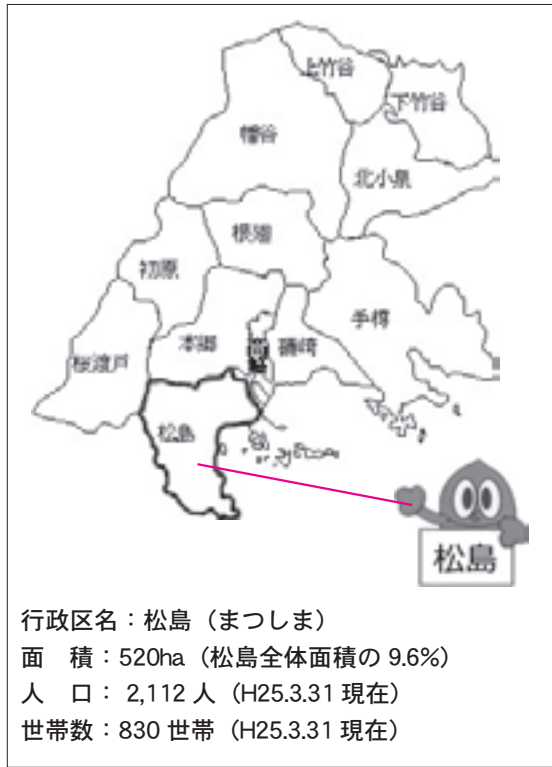 上竹谷
下竹谷
幡谷
北小泉
根廻
初原
手樽
本郷
磯崎
桜渡戸
松島
松島
行政区名：松島（まつしま）
面　積：520ha（松島全体面積の 9.6%）
人　口： 2,112 人（H25.3.31 現在）
世帯数：830 世帯（H25.3.31 現在）